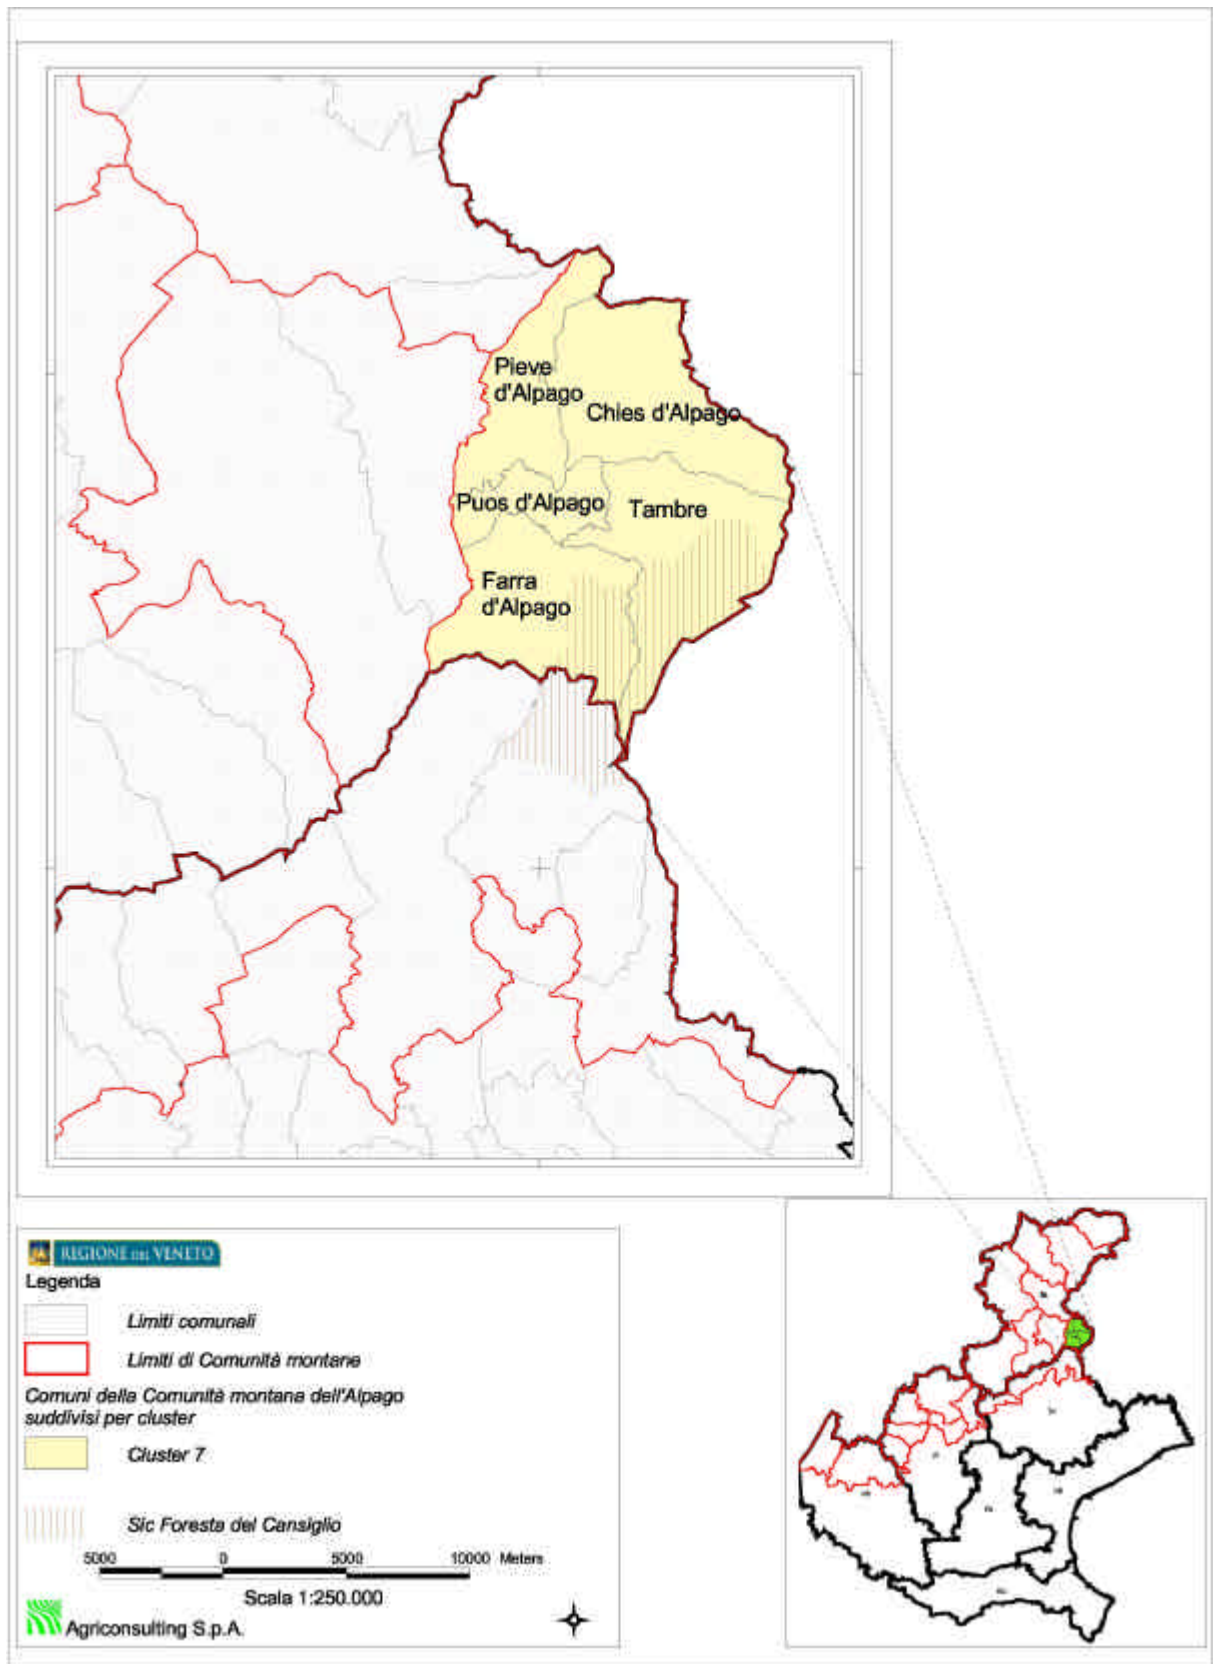 Pieve
d'Alpago
Chies d'Alpago
Puos d'Alpago
Tambre
Farra
d'Alpago
REGIONE DEL VENETO
Legenda
Limiti comunali
Limiti di Comunità montane
Comuni della Comunità montana dell'Alpago
suddivisi per cluster
Cluster 7
Sic Foresta del Cansiglio
5000 0 5000 10000 Meters
Scala 1:250.000
Agriconsulting S.p.A.